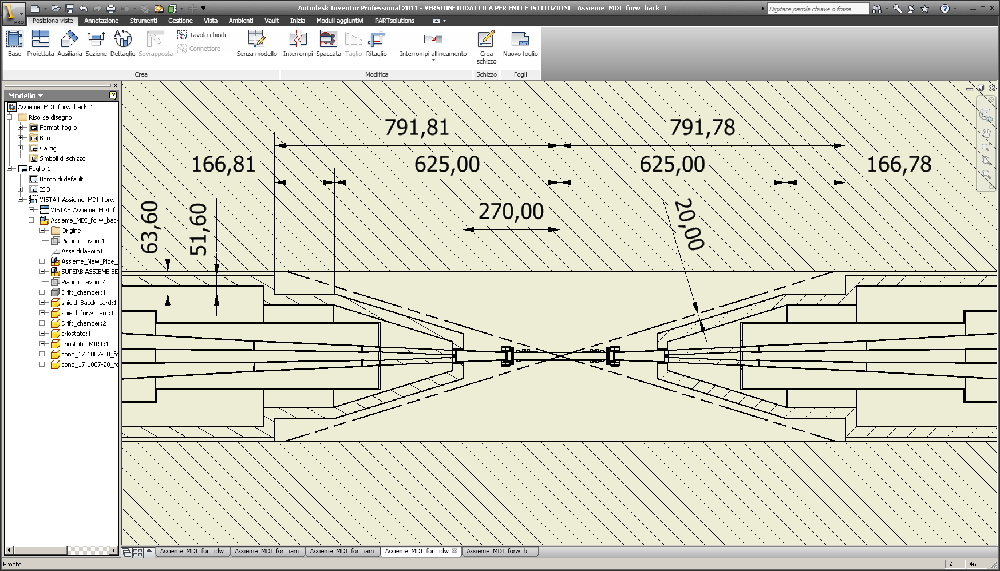 Autodesk Inventor Professional 2011 - VERSIONE DIDATTICA PER ENTI E ISTITUZIONI   Assieme_MDI_forw_back_1
Digitare parola chiave o frase
PRO
Posiziona viste
Annotazione
Strumenti
Gestione
Vista
Ambienti
Vault
Inizia
Moduli aggiuntivi
PARTsolutions
Base
Proiettata
Ausiliaria
Sezione
Dettaglio
Sovrapposta
Tavola chiodi
Connettore
Senza modello
Interrompi
Spaccata
Taglio
Ritaglio
Interrompi allineamento
Crea
schizzo
Nuovo foglio
Crea
Modifica
Schizzo
Fogli
Modello
Assieme_MDI_forw_back_1
Risorse disegno
Formati foglio
Bordi
Cartigli
Simboli di schizzo
Foglio:1
Bordo di default
ISO
VISTA4:Assieme_MDI_forw_
VISTA5:Assieme_MDI_fo
Assieme_MDI_forw_back
Origine
Piano di lavoro1
Asse di lavoro1
Assieme_New_Pipe_
SUPERB ASSIEME BE
Piano di lavoro2
Drift_chamber:1
shield_Bacck_card:1
shield_forw_card:1
Drift_chamber:2
criostato:1
criostato_MIR1:1
cono_17.1887-20_fo
cono_17.1887-20_fo
791,81
791,78
166,81
625,00
625,00
166,78
63,60
51,60
270,00
20,00
2D
Assieme_MDI_for...idw
Assieme_MDI_for...iam
Assieme_MDI_for...iam
Assieme_MDI_for...idw
Assieme_MDI_forw_b...
Pronto
53
46